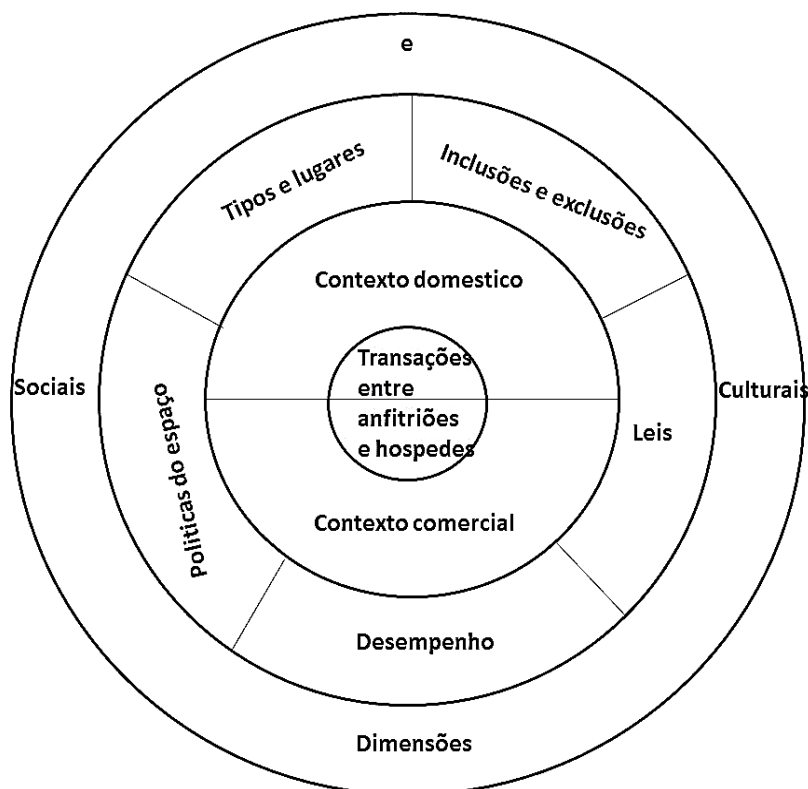 e
Tipos e lugares
Inclusões e exclusões
Contexto domestico
Transações
entre
anfitriões
e hospedes
Sociais
Culturais
Politicas do espaço
Leis
Contexto comercial
Desempenho
Dimensões